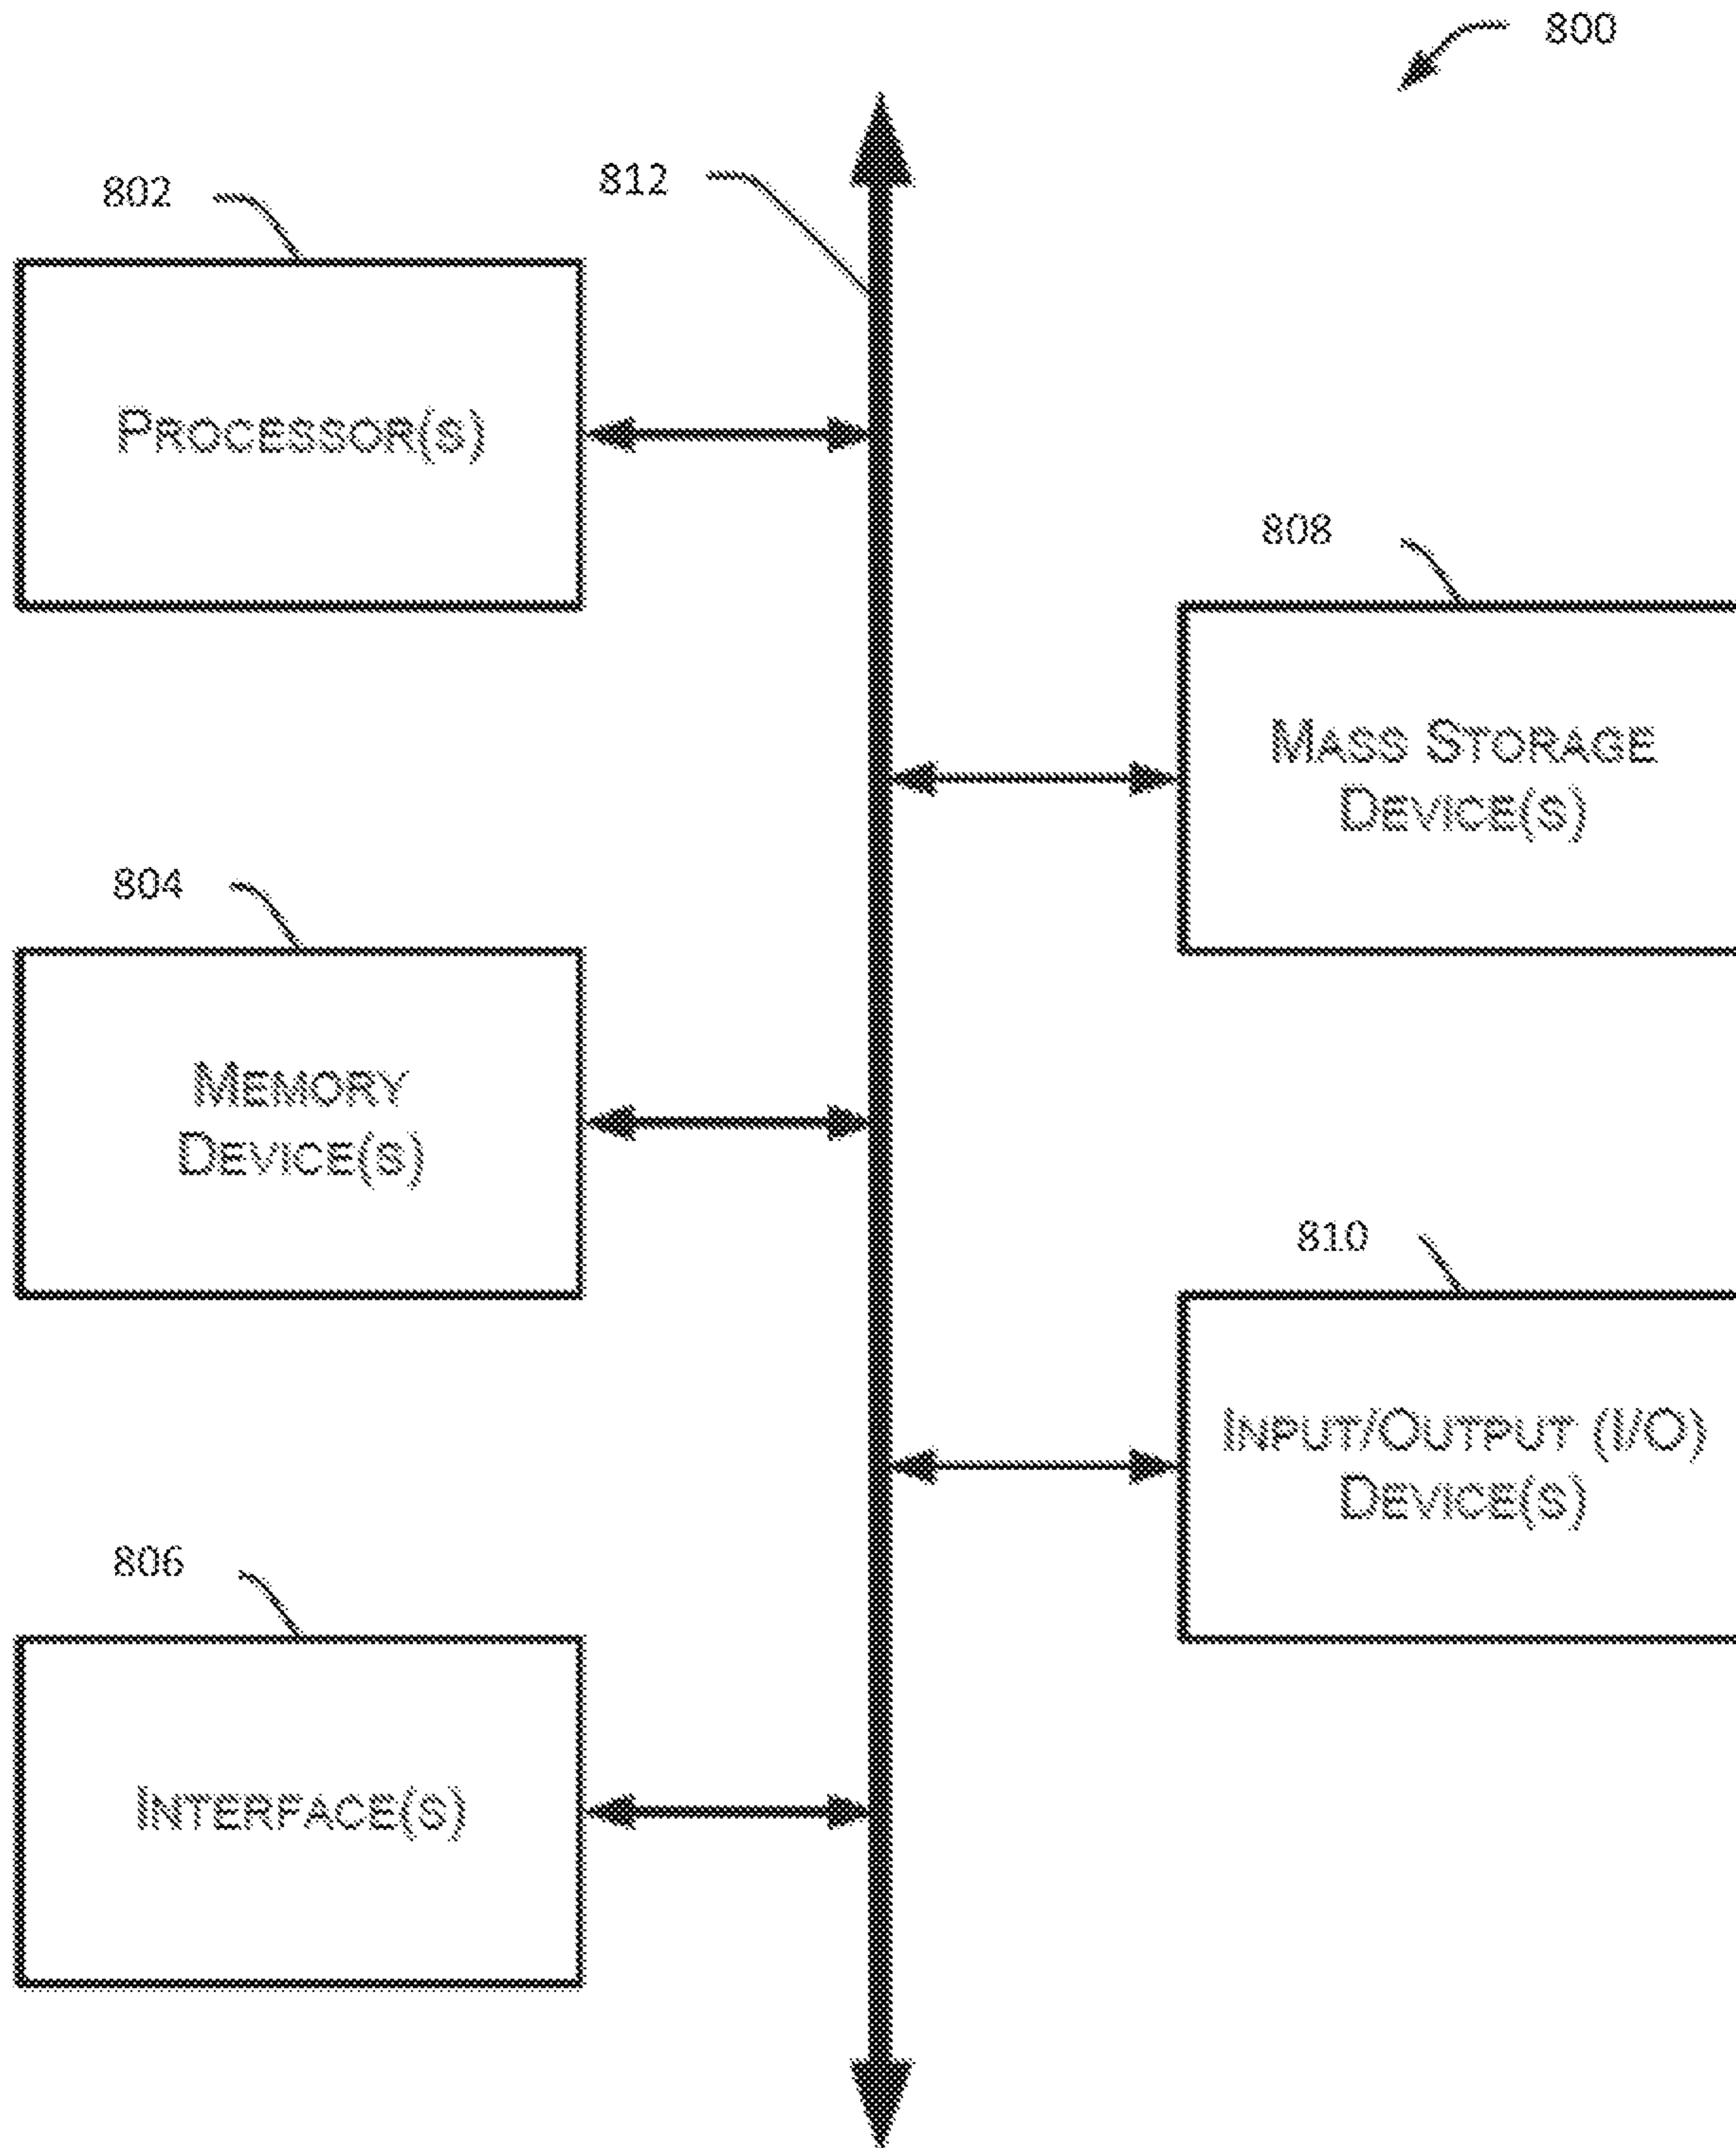 800
802
812
PROCESSOR(S)
808
MASS STORAGE
DEVICE(S)
804
MEMORY
DEVICE(S)
810
INPUT/OUTPUT (I/O)
DEVICE(S)
806
INTERFACE(S)